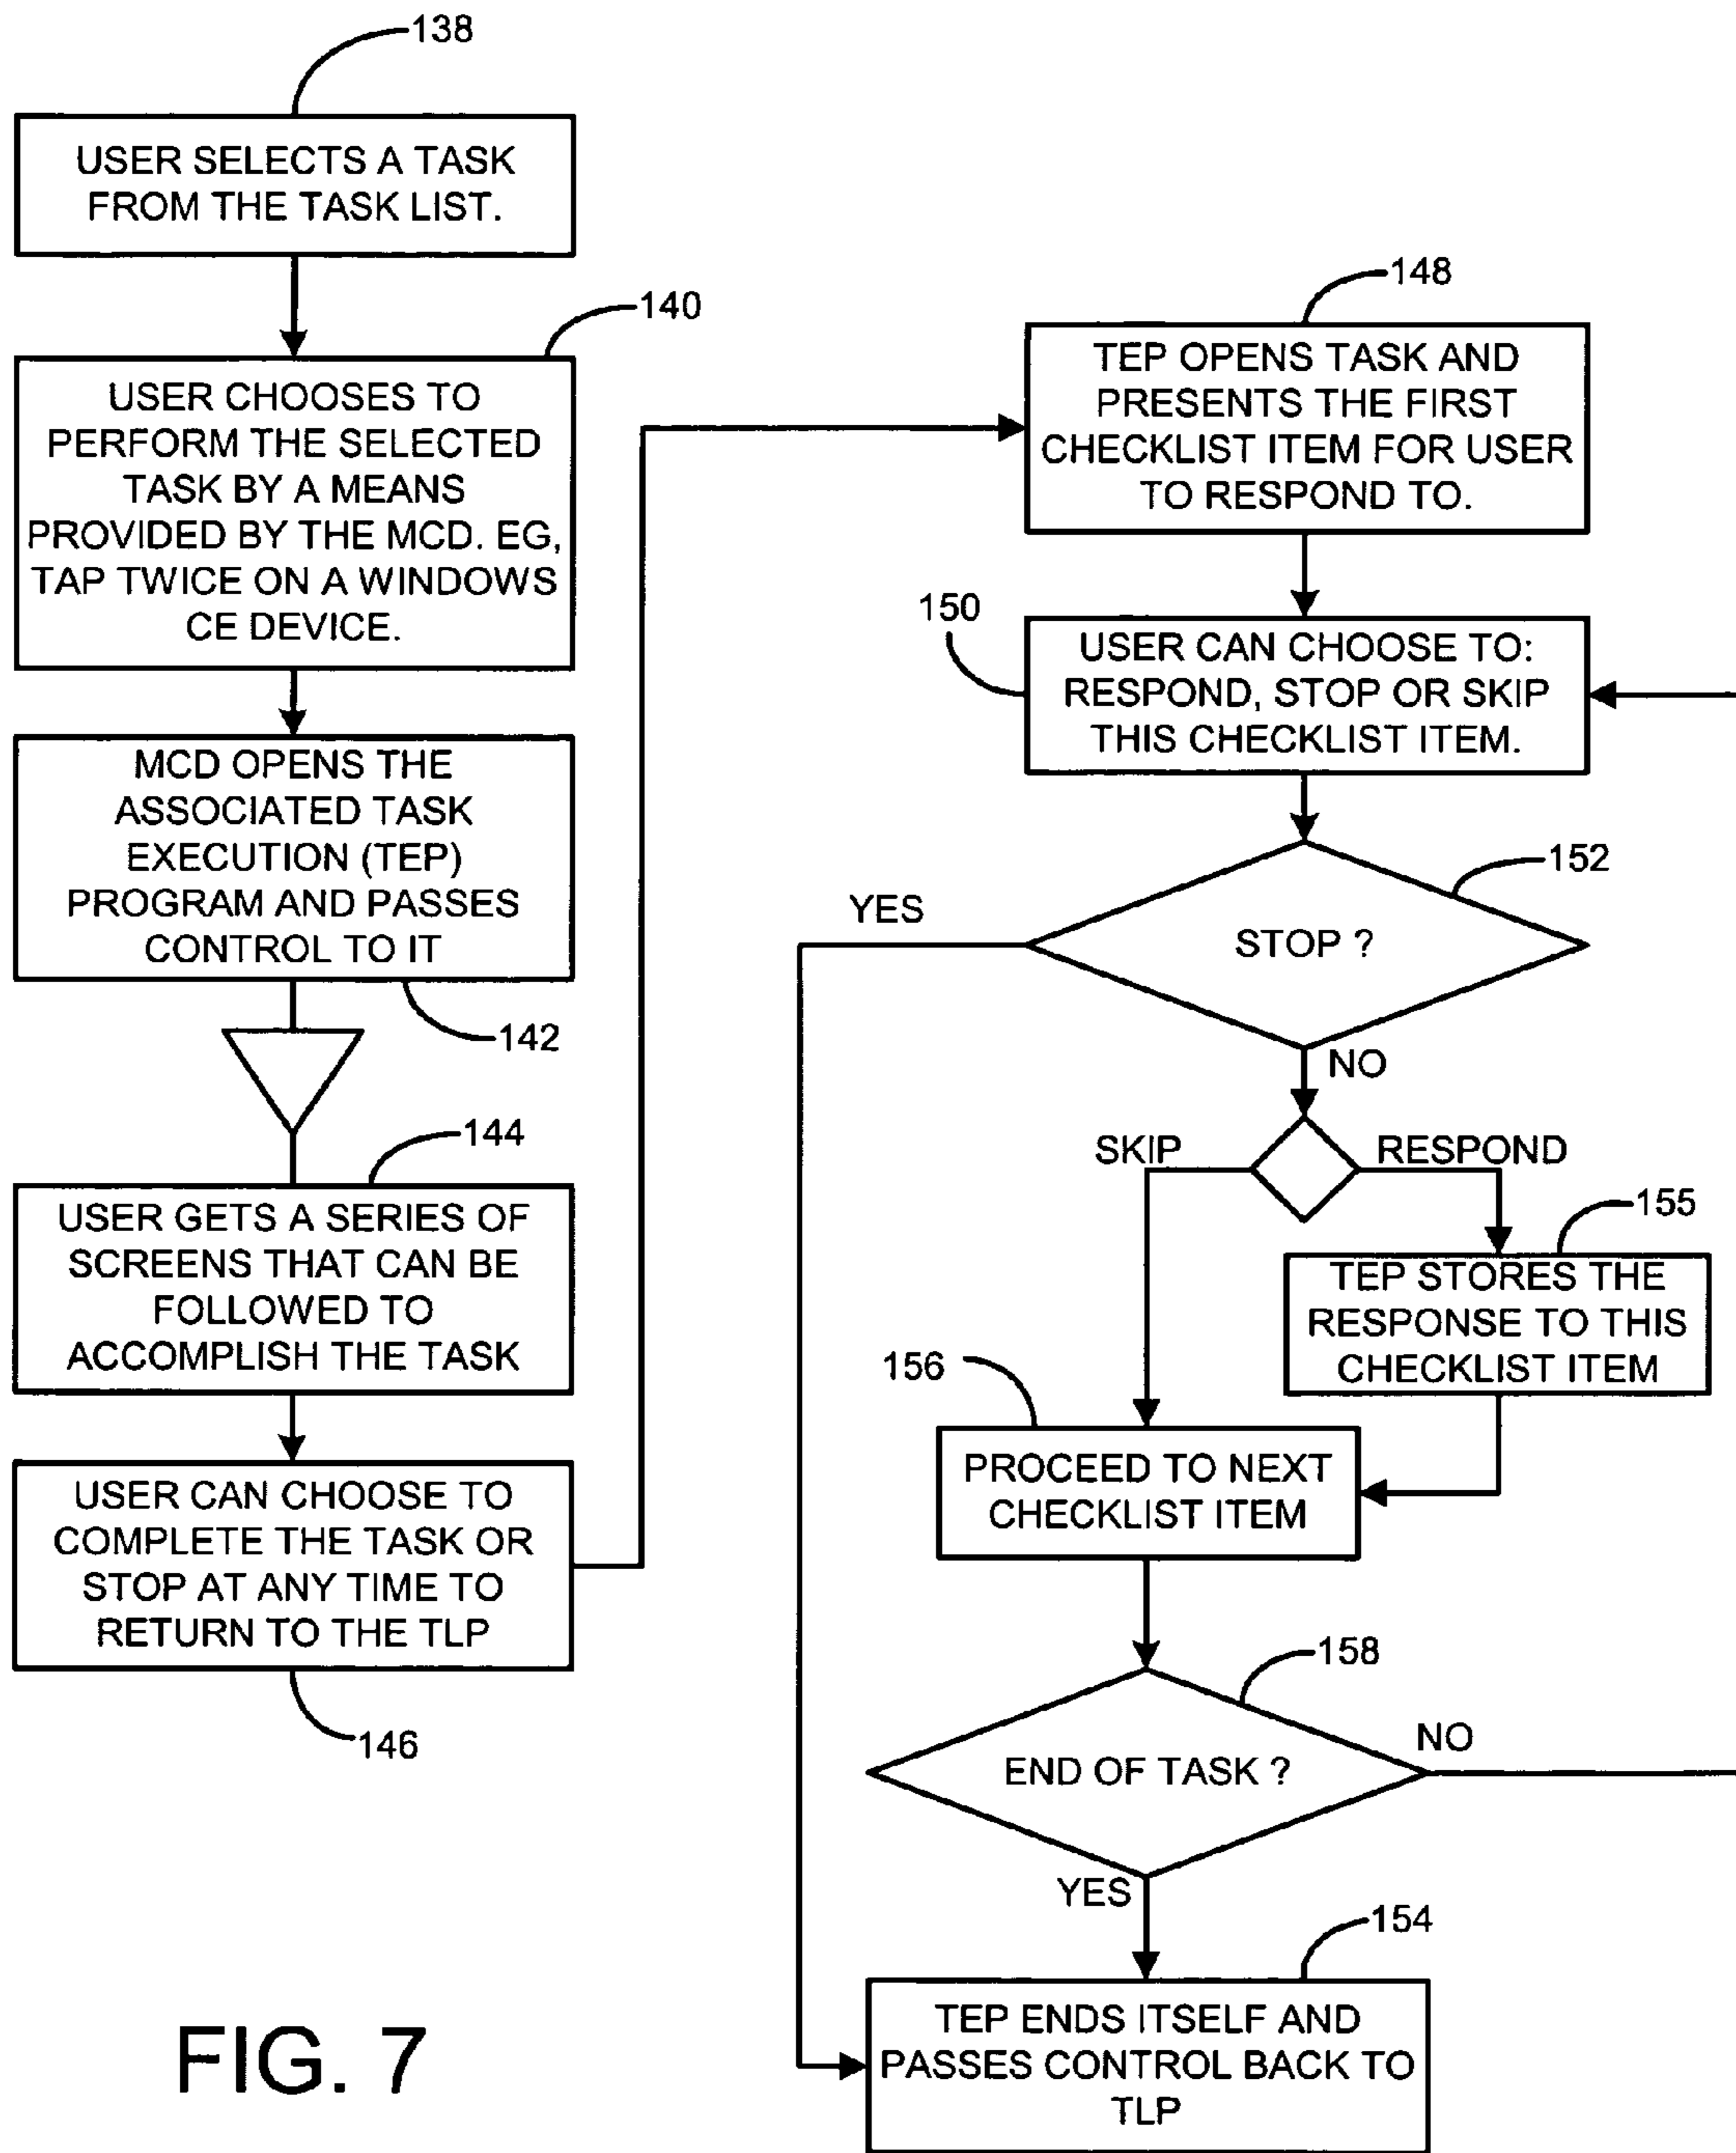 138
USER SELECTS A TASK
FROM THE TASK LIST.
140
USER CHOOSES TO
PERFORM THE SELECTED
TASK BY A MEANS
PROVIDED BY THE MCD. EG,
TAP TWICE ON A WINDOWS
CE DEVICE.
MCD OPENS THE
ASSOCIATED TASK
EXECUTION (TEP)
PROGRAM AND PASSES
CONTROL TO IT
142
144
USER GETS A SERIES OF
SCREENS THAT CAN BE
FOLLOWED TO
ACCOMPLISH THE TASK
USER CAN CHOOSE TO
COMPLETE THE TASK OR
STOP AT ANY TIME TO
RETURN TO THE TLP
146
148
TEP OPENS TASK AND
PRESENTS THE FIRST
CHECKLIST ITEM FOR USER
TO RESPOND TO.
150
USER CAN CHOOSE TO:
RESPOND, STOP OR SKIP
THIS CHECKLIST ITEM.
152
YES
STOP ?
NO
SKIP
RESPOND
155
TEP STORES THE
RESPONSE TO THIS
CHECKLIST ITEM
156
PROCEED TO NEXT
CHECKLIST ITEM
158
END OF TASK ?
NO
YES
154
TEP ENDS ITSELF AND
PASSES CONTROL BACK TO
TLP
FIG. 7